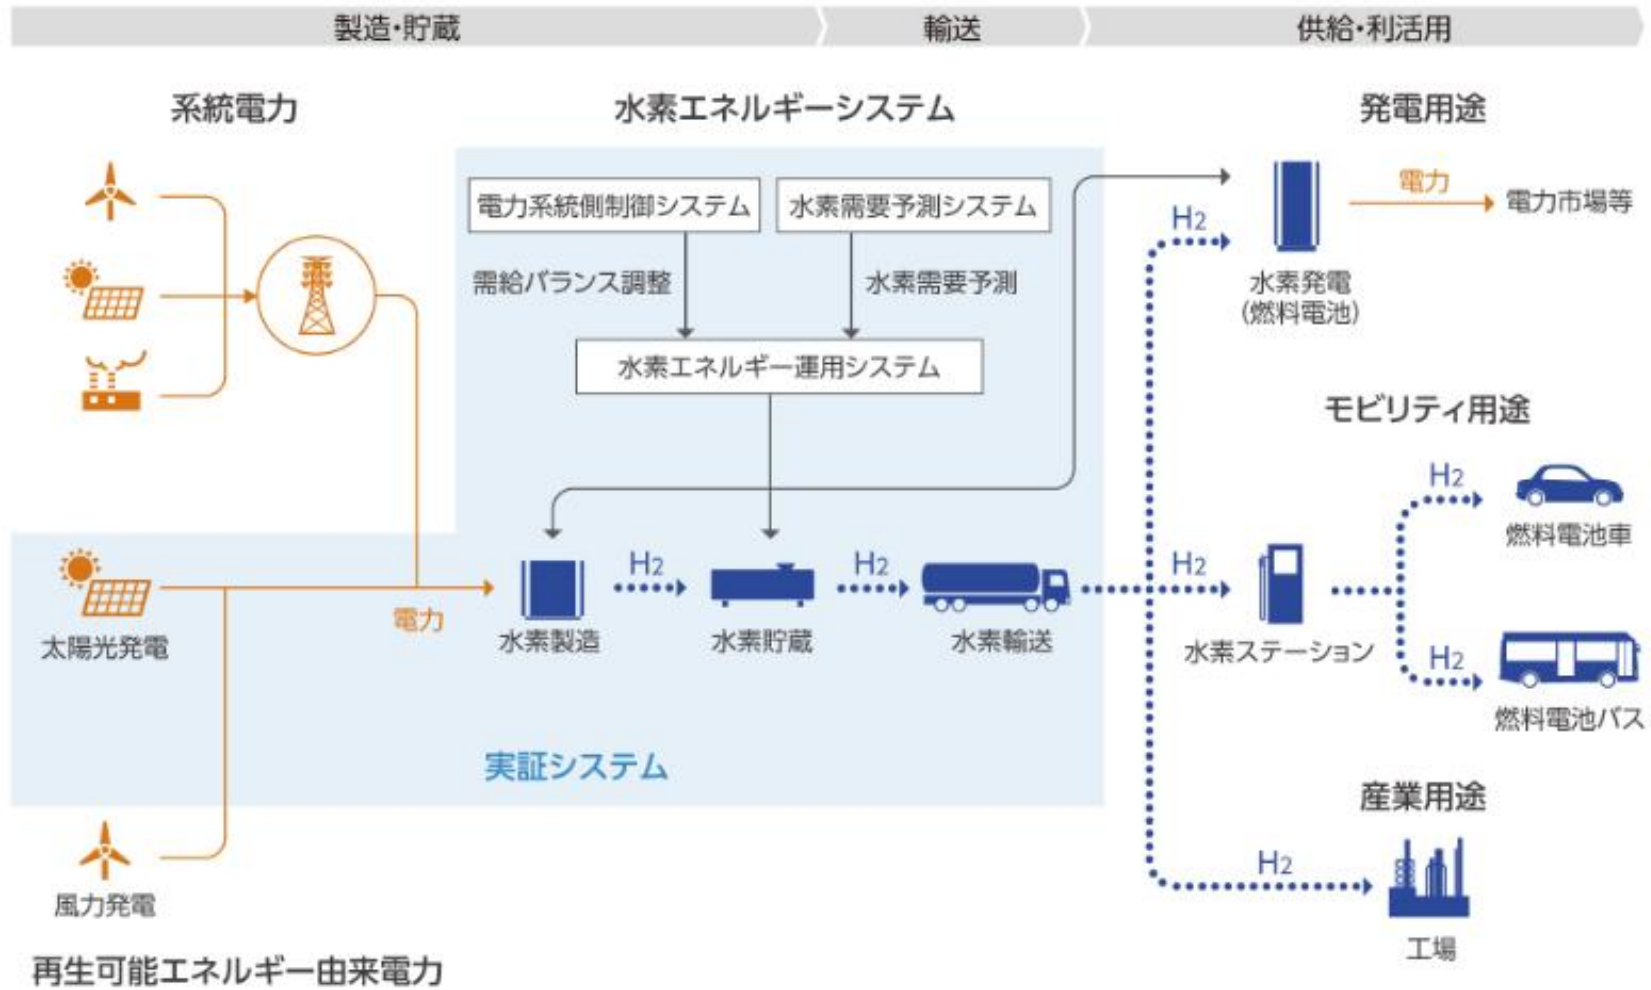 製造・貯蔵
輸送
供給・利活用
系統電力
水素エネルギーシステム
発電用途
電力系統側制御システム
水素需要予測システム
需給バランス調整
水素需要予測
水素エネルギー運用システム
H2
電力
電力市場等
水素発電
(燃料電池)
モビリティ用途
H2
燃料電池車
太陽光発電
電力
水素製造
H2
水素貯蔵
H2
水素輸送
H2
水素ステーション
H2
燃料電池バス
実証システム
産業用途
H2
工場
風力発電
再生可能エネルギー由来電力